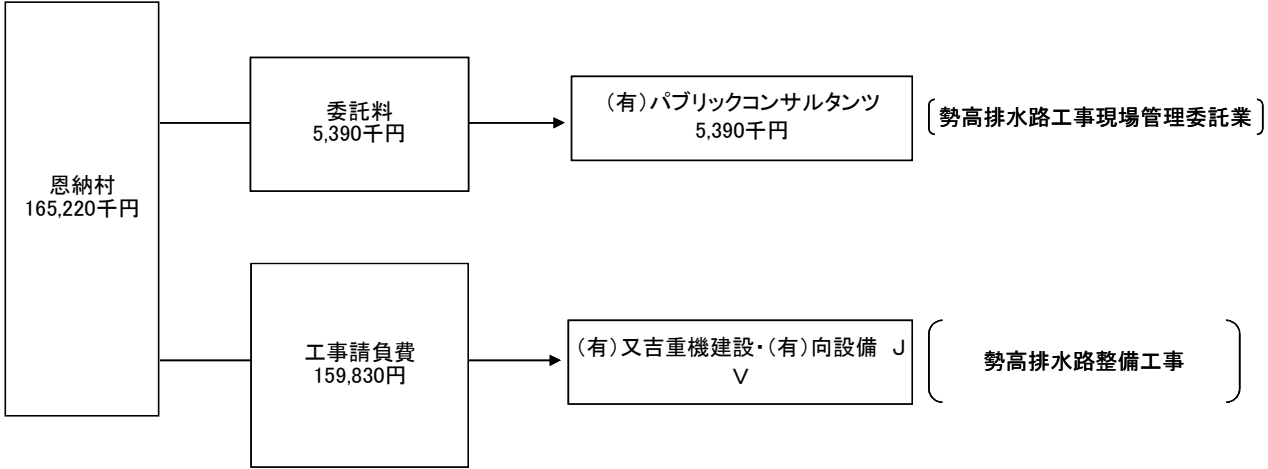 恩納村
165,220千円
委託料
5,390千円
(有)パブリックコンサルタンツ
5,390千円
勢高排水路工事現場管理委託業
工事請負費
159,830円
(有)又吉重機建設・(有)向設備 J
V
勢高排水路整備工事